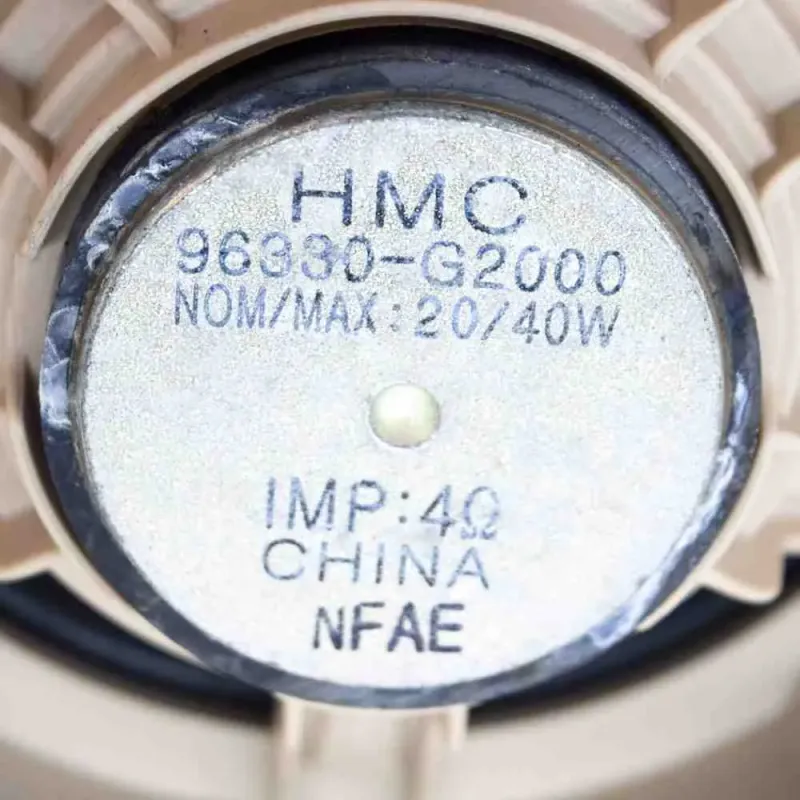 HMC
96330-G2000
NOM/MAX:20/40W
IMP:4Ω
CHINA
NFAE